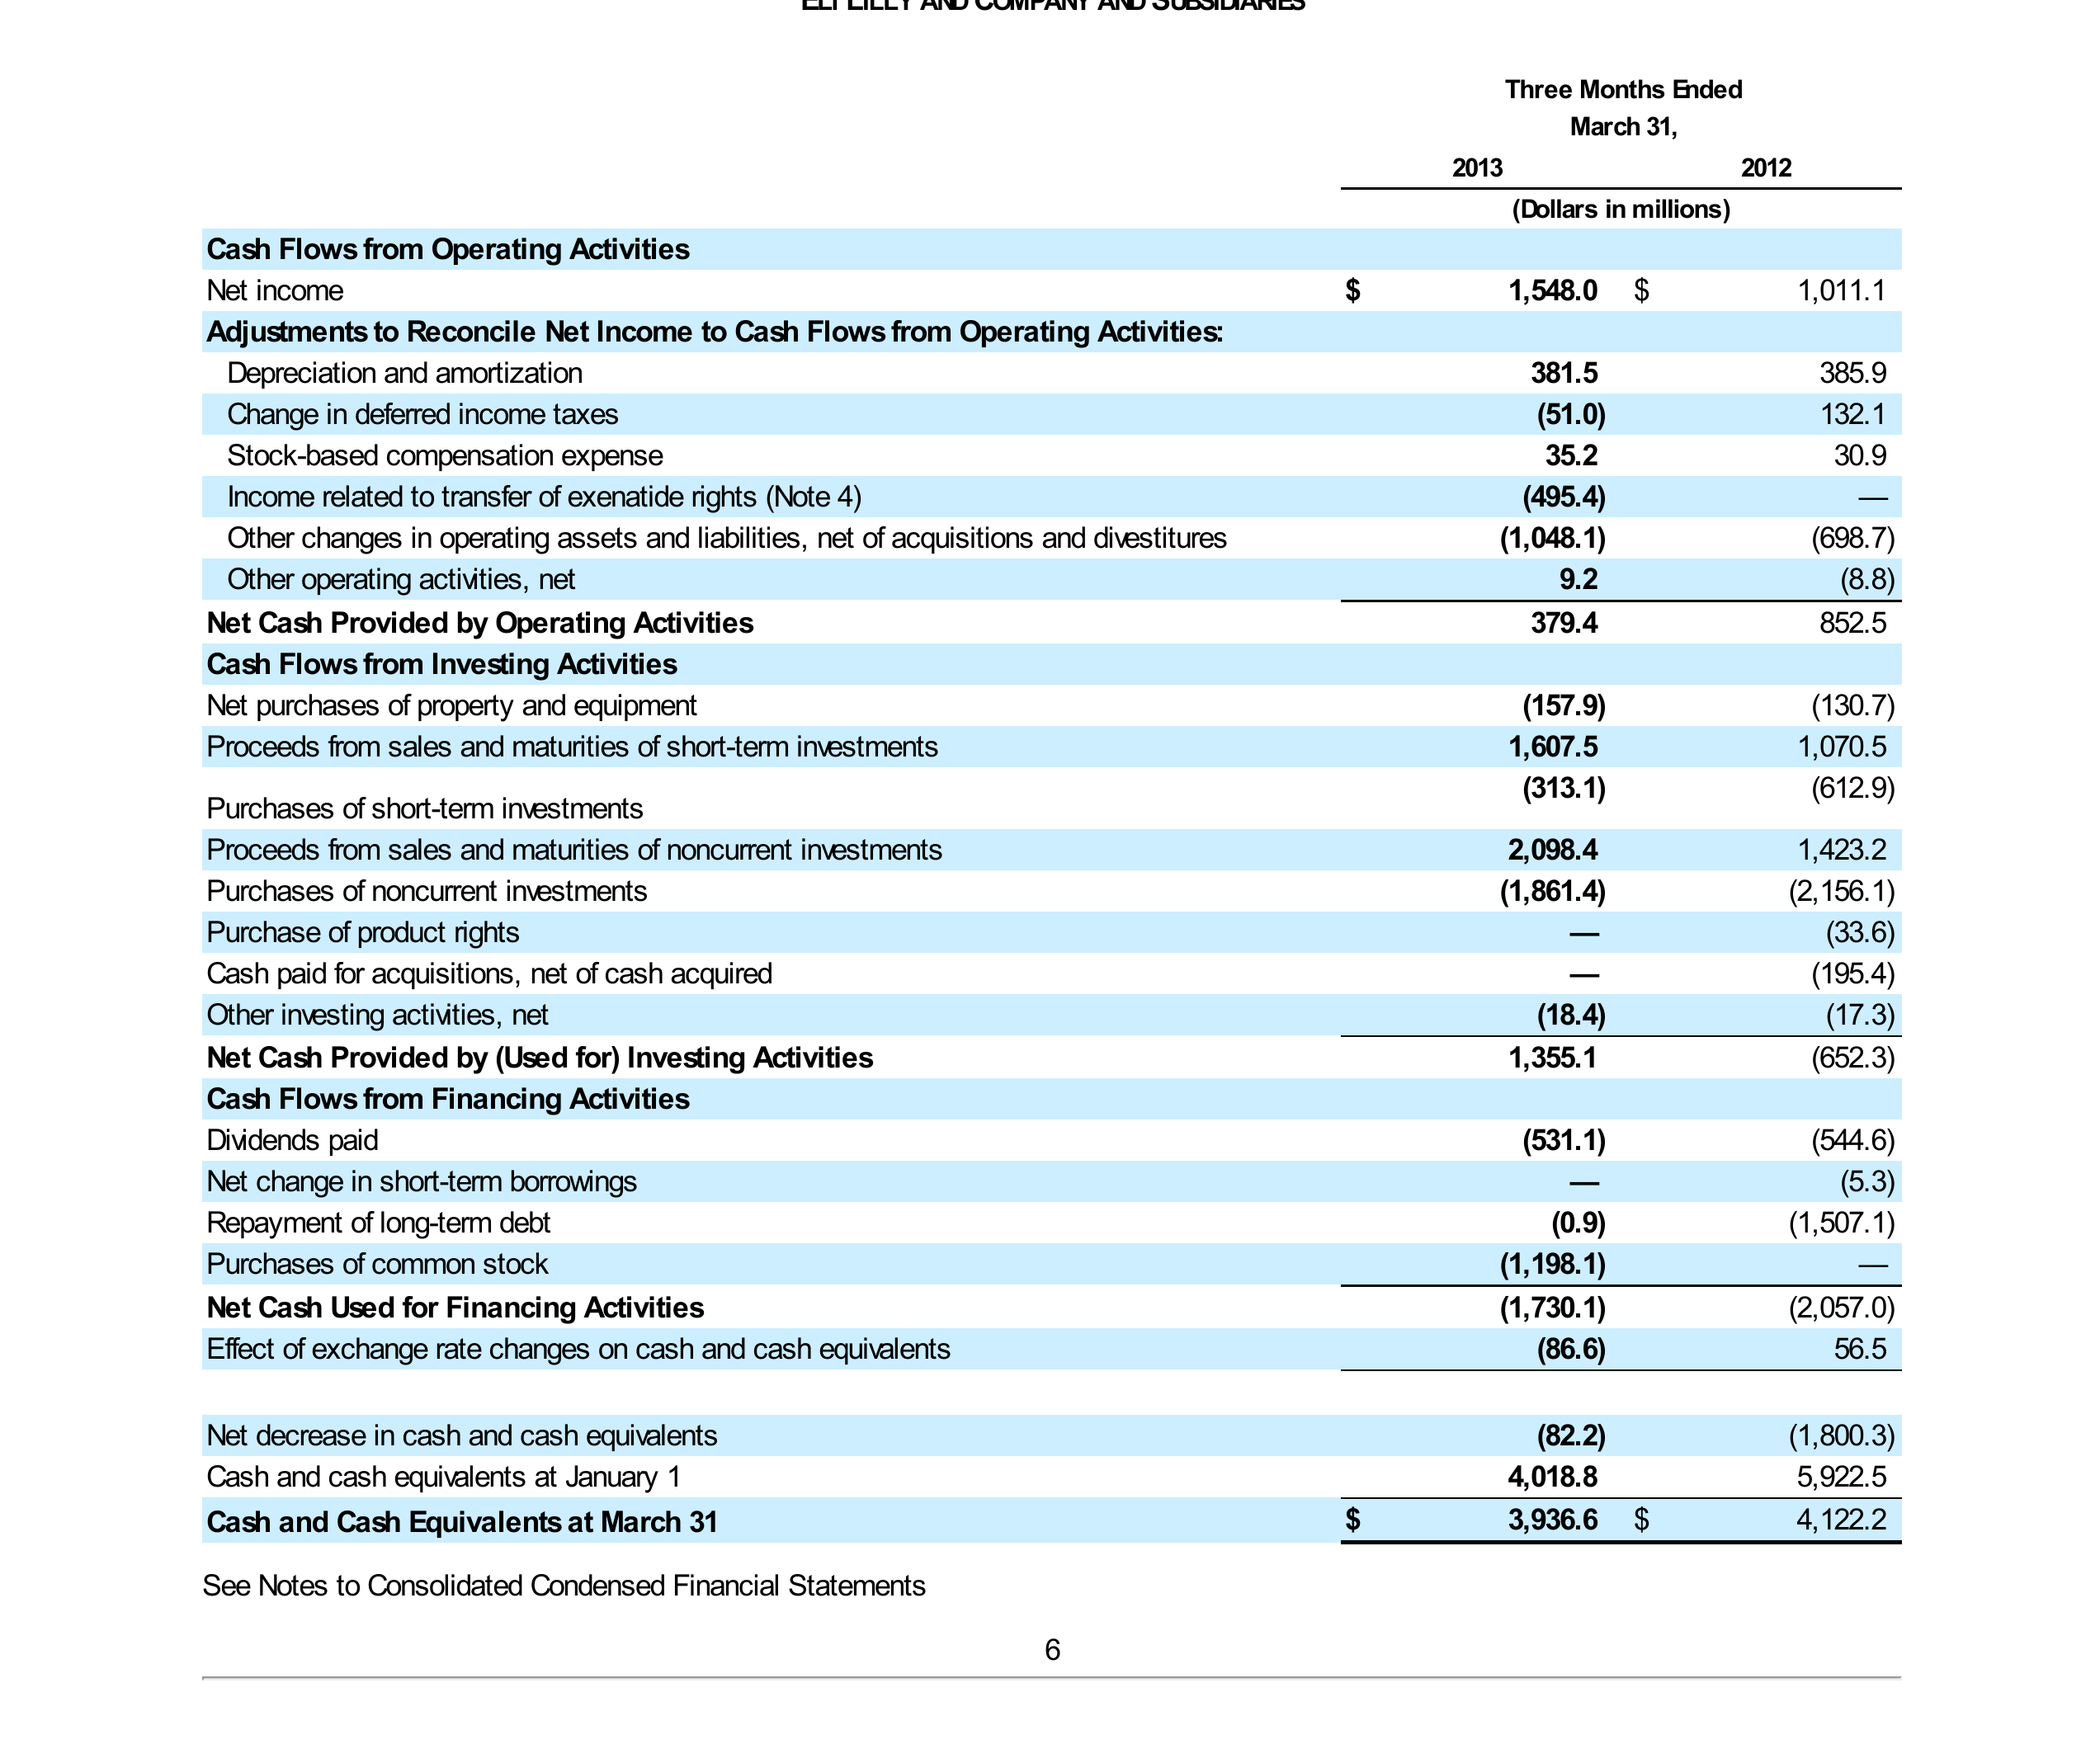 ELI LILLY AND COMPANY AND SUBSIDIARIES
Three Months Ended
March 31,
2013 2012
(Dollars in millions)
Cash Flows from Operating Activities
Net income $ 1,548.0 $ 1,011.1
Adjustments to Reconcile Net Income to Cash Flows from Operating Activities:
Depreciation and amortization 381.5 385.9
Change in deferred income taxes (51.0) 132.1
Stock-based compensation expense 35.2 30.9
Income related to transfer of exenatide rights (Note 4) (495.4) —
Other changes in operating assets and liabilities, net of acquisitions and divestitures (1,048.1) (698.7)
Other operating activities, net 9.2 (8.8)
Net Cash Provided by Operating Activities 379.4 852.5
Cash Flows from Investing Activities
Net purchases of property and equipment (157.9) (130.7)
Proceeds from sales and maturities of short-term investments 1,607.5 1,070.5
Purchases of short-term investments (313.1) (612.9)
Proceeds from sales and maturities of noncurrent investments 2,098.4 1,423.2
Purchases of noncurrent investments (1,861.4) (2,156.1)
Purchase of product rights — (33.6)
Cash paid for acquisitions, net of cash acquired — (195.4)
Other investing activities, net (18.4) (17.3)
Net Cash Provided by (Used for) Investing Activities 1,355.1 (652.3)
Cash Flows from Financing Activities
Dividends paid (531.1) (544.6)
Net change in short-term borrowings — (5.3)
Repayment of long-term debt (0.9) (1,507.1)
Purchases of common stock (1,198.1) —
Net Cash Used for Financing Activities (1,730.1) (2,057.0)
Effect of exchange rate changes on cash and cash equivalents (86.6) 56.5
Net decrease in cash and cash equivalents (82.2) (1,800.3)
Cash and cash equivalents at January 1 4,018.8 5,922.5
Cash and Cash Equivalents at March 31 $ 3,936.6 $ 4,122.2
See Notes to Consolidated Condensed Financial Statements
6